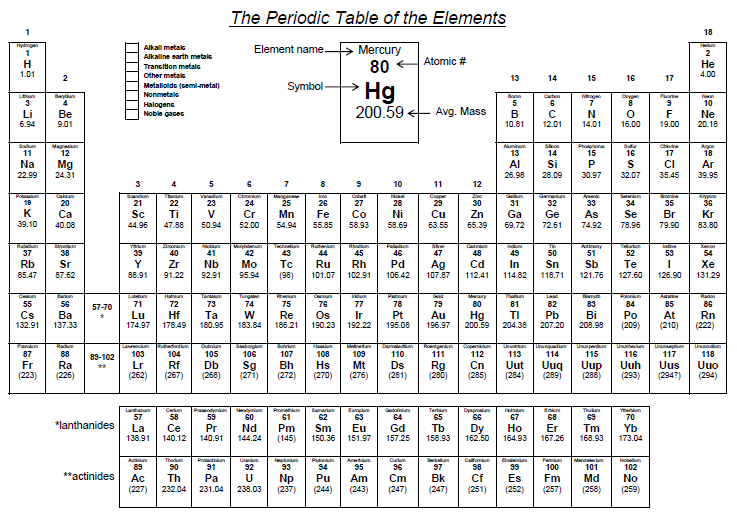 The Periodic Table of the Elements
1 18
Hydrogen Helium
1 2
H He
1.01 4.00
Alkali metals
Alkaline earth metals
Transition metals
Other metals
Metalloids (semi-metal)
Nonmetals
Halogens
Noble gases
Element name Mercury
80 Atomic #
Symbol Hg
200.59 Avg. Mass
2 13 14 15 16 17
Lithium Beryllium Boron Carbon Nitrogen Oxygen Fluorine Neon
3 4 5 6 7 8 9 10
Li Be B C N O F Ne
6.94 9.01 10.81 12.01 14.01 16.00 19.00 20.18
Sodium Magnesium Aluminum Silicon Phosphorus Sulfur Chlorine Argon
11 12 13 14 15 16 17 18
Na Mg Al Si P S Cl Ar
22.99 24.31 26.98 28.09 30.97 32.07 35.45 39.95
3 4 5 6 7 8 9 10 11 12
Potassium Calcium Scandium Titanium Vanadium Chromium Manganese Iron Cobalt Nickel Copper Zinc Gallium Germanium Arsenic Selenium Bromine Krypton
19 20 21 22 23 24 25 26 27 28 29 30 31 32 33 34 35 36
K Ca Sc Ti V Cr Mn Fe Co Ni Cu Zn Ga Ge As Se Br Kr
39.10 40.08 44.96 47.88 50.94 52.00 54.94 55.85 58.93 58.69 63.55 65.39 69.72 72.61 74.92 78.96 79.90 83.80
Rubidium Strontium Yttrium Zirconium Niobium Molybdenum Technetium Ruthenium Rhodium Palladium Silver Cadmium Indium Tin Antimony Tellurium Iodine Xenon
37 38 39 40 41 42 43 44 45 46 47 48 49 50 51 52 53 54
Rb Sr Y Zr Nb Mo Tc Ru Rh Pd Ag Cd In Sn Sb Te I Xe
85.47 87.62 88.91 91.22 92.91 95.94 (98) 101.07 102.91 106.42 107.87 112.41 114.82 118.71 121.76 127.60 126.90 131.29
Cesium Barium Lutetium Hafnium Tantalum Tungsten Rhenium Osmium Iridium Platinum Gold Mercury Thallium Lead Bismuth Polonium Astatine Radon
55 56 57-70 71 72 73 74 75 76 77 78 79 80 81 82 83 84 85 86
Cs Ba * Lu Hf Ta W Re Os Ir Pt Au Hg Tl Pb Bi Po At Rn
132.91 137.33 174.97 178.49 180.95 183.84 186.21 190.23 192.22 195.08 196.97 200.59 204.38 207.20 208.98 (209) (210) (222)
Francium Radium Lawrencium Rutherfordium Dubnium Seaborgium Bohrium Hassium Meitnerium Darmstadtium Roentgenium Copernicium Ununtrium Ununquadium Ununpentium Ununhexium Ununseptium Ununoctium
87 88 89-102 103 104 105 106 107 108 109 110 111 112 113 114 115 116 117 118
Fr Ra ** Lr Rf Db Sg Bh Hs Mt Ds Rg Cn Uut Uuq Uup Uuh Uus Uuo
(223) (226) (262) (267) (268) (271) (272) (270) (276) (281) (280) (285) (284) (289) (288) (293) (294?) (294)
Lanthanum Cerium Praseodymium Neodymium Promethium Samarium Europium Gadolinium Terbium Dysprosium Holmium Erbium Thulium Ytterbium
57 58 59 60 61 62 63 64 65 66 67 68 69 70
*lanthanides La Ce Pr Nd Pm Sm Eu Gd Tb Dy Ho Er Tm Yb
138.91 140.12 140.91 144.24 (145) 150.36 151.97 157.25 158.93 162.50 164.93 167.26 168.93 173.04
Actinium Thorium Protactinium Uranium Neptunium Plutonium Americium Curium Berkelium Californium Einsteinium Fermium Mendelevium Nobelium
89 90 91 92 93 94 95 96 97 98 99 100 101 102
**actinides Ac Th Pa U Np Pu Am Cm Bk Cf Es Fm Md No
(227) 232.04 231.04 238.03 (237) (244) (243) (247) (247) (251) (252) (257) (258) (259)